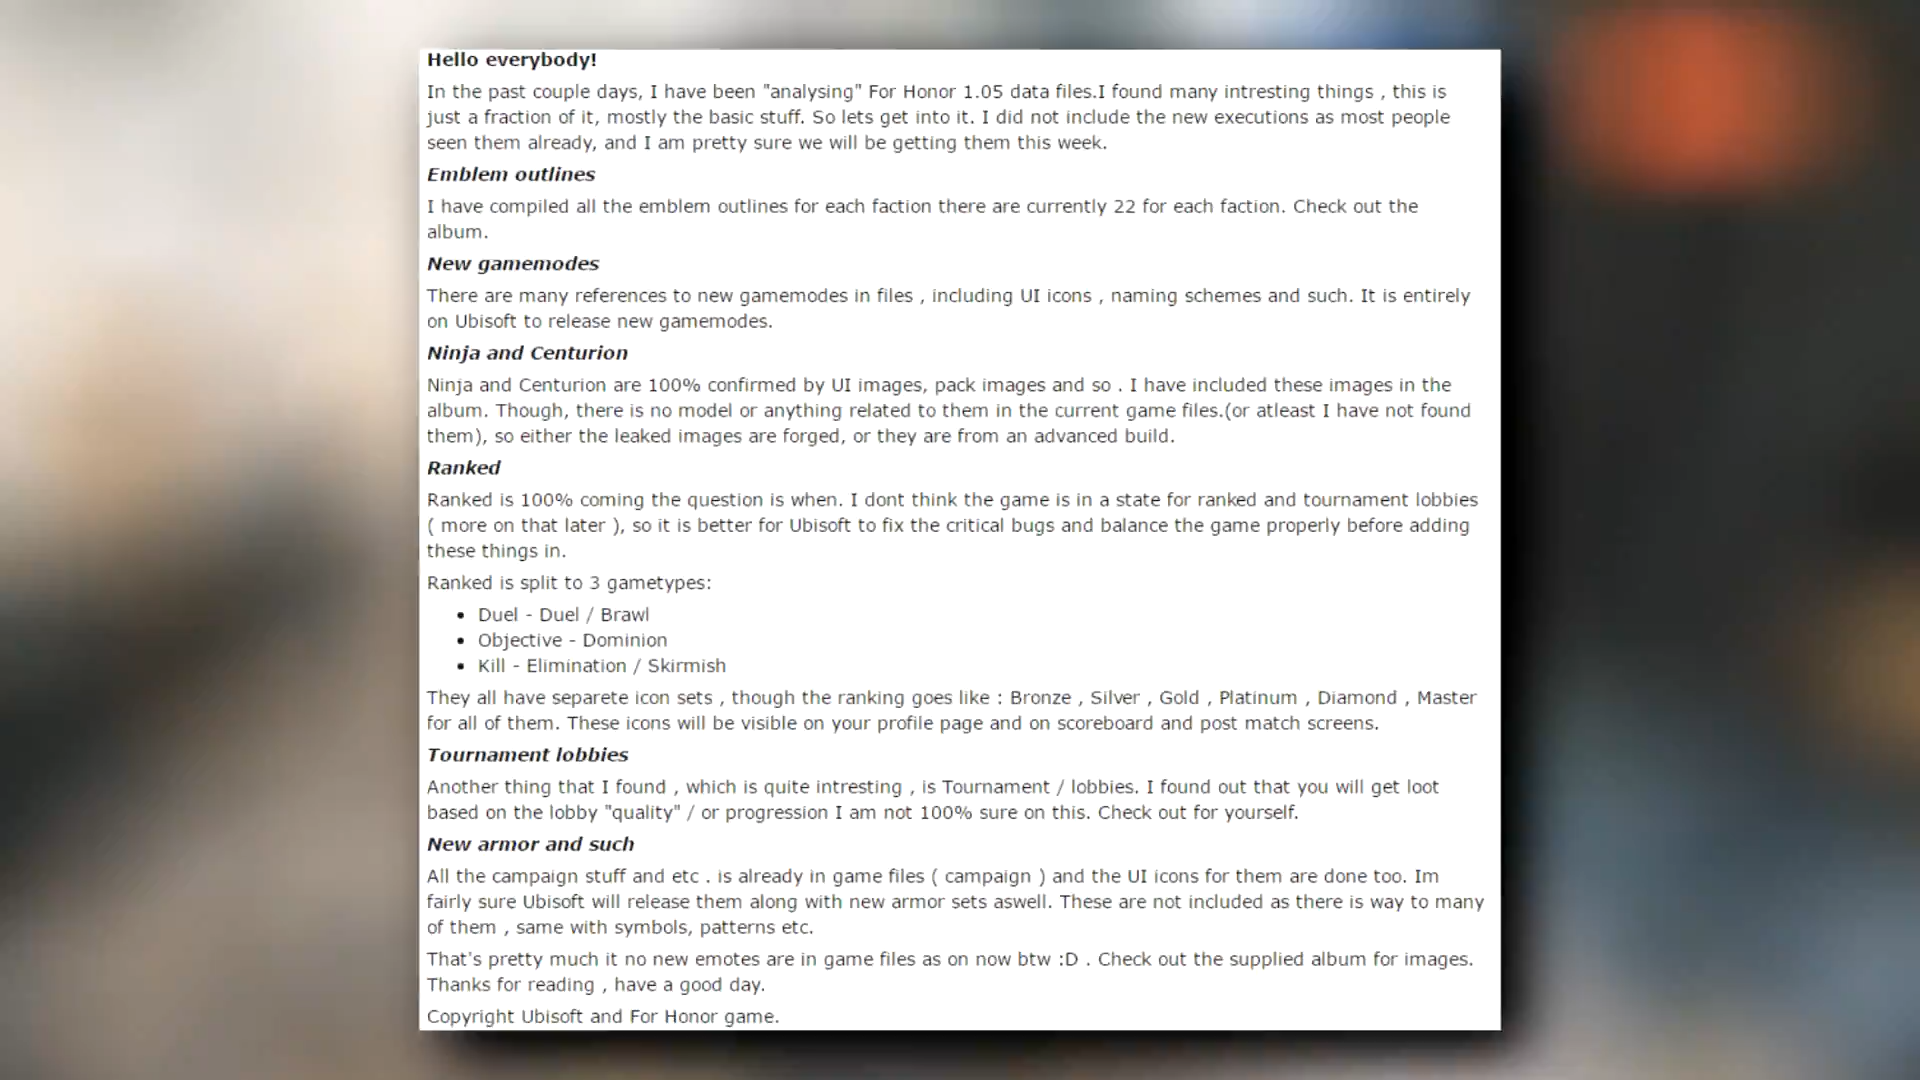 Hello everybody!
In the past couple days, I have been "analysing" For Honor 1.05 data files.I found many intresting things , this is
just a fraction of it, mostly the basic stuff. So lets get into it. I did not include the new executions as most people
seen them already, and I am pretty sure we will be getting them this week.
Emblem outlines
I have compiled all the emblem outlines for each faction there are currently 22 for each faction. Check out the
album.
New gamemodes
There are many references to new gamemodes in files , including UI icons , naming schemes and such. It is entirely
on Ubisoft to release new gamemodes.
Ninja and Centurion
Ninja and Centurion are 100% confirmed by UI images, pack images and so . I have included these images in the
album. Though, there is no model or anything related to them in the current game files.(or atleast I have not found
them), so either the leaked images are forged, or they are from an advanced build.
Ranked
Ranked is 100% coming the question is when. I dont think the game is in a state for ranked and tournament lobbies
( more on that later ), so it is better for Ubisoft to fix the critical bugs and balance the game properly before adding
these things in.
Ranked is split to 3 gametypes:
• Duel - Duel / Brawl
• Objective - Dominion
• Kill - Elimination / Skirmish
They all have separete icon sets , though the ranking goes like : Bronze , Silver , Gold , Platinum , Diamond , Master
for all of them. These icons will be visible on your profile page and on scoreboard and post match screens.
Tournament lobbies
Another thing that I found , which is quite intresting , is Tournament / lobbies. I found out that you will get loot
based on the lobby "quality" / or progression I am not 100% sure on this. Check out for yourself.
New armor and such
All the campaign stuff and etc . is already in game files ( campaign ) and the UI icons for them are done too. Im
fairly sure Ubisoft will release them along with new armor sets aswell. These are not included as there is way to many
of them , same with symbols, patterns etc.
That's pretty much it no new emotes are in game files as on now btw :D . Check out the supplied album for images.
Thanks for reading , have a good day.
Copyright Ubisoft and For Honor game.